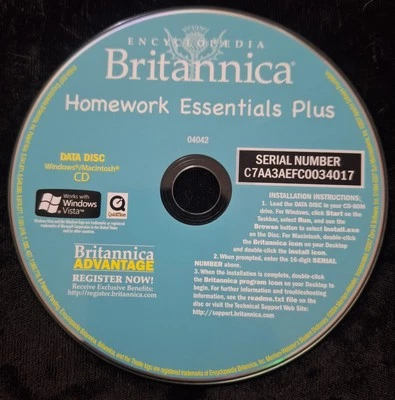 ENCYCLOPÆDIA
Britannica®
Homework Essentials Plus
04042
DATA DISC
Windows®/Macintosh®
CD
SERIAL NUMBER
C7AA3AEFC0034017
Works with
Windows
Vista™
QuickTime
Britannica
ADVANTAGE
REGISTER NOW!
Receive Exclusive Benefits:
http://register.britannica.com
INSTALLATION INSTRUCTIONS:
1. Load the DATA DISC in your CD-ROM
drive. For Windows, click Start on the
Taskbar, select Run, and use the
Browse button to select install.exe
on the Disc. For Macintosh, double-click
the Britannica icon on your Desktop
and double-click the install icon.
2. When prompted, enter the 16-digit SERIAL
NUMBER above.
3. When the installation is complete, double-click
the Britannica program icon on your Desktop to
begin. For further information and troubleshooting
information, see the readme.txt file on the
disc or visit the Technical Support Web Site:
http://support.britannica.com